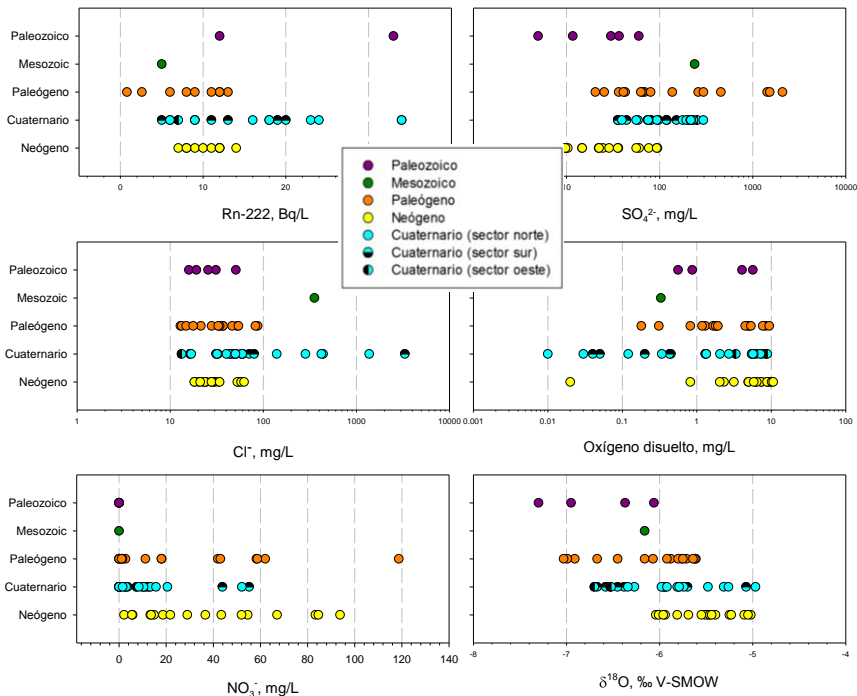 Paleozoico
Mesozoic
Paleógeno
Cuaternario
Neógeno
0 10 20
Rn-222, Bq/L
10 100 1000 10000
SO₄²⁻, mg/L
Paleozoico
Mesozoico
Paleógeno
Neógeno
Cuaternario (sector norte)
Cuaternario (sector sur)
Cuaternario (sector oeste)
Paleozoico
Mesozoic
Paleógeno
Cuaternario
Neógeno
1 10 100 1000 10000
Cl⁻, mg/L
0.001 0.01 0.1 1 10 100
Oxígeno disuelto, mg/L
Paleozoico
Mesozoic
Paleógeno
Cuaternario
Neógeno
0 20 40 60 80 100 120 140
NO₃⁻, mg/L
-7 -6 -5 -4
δ¹⁸O, ‰ V-SMOW